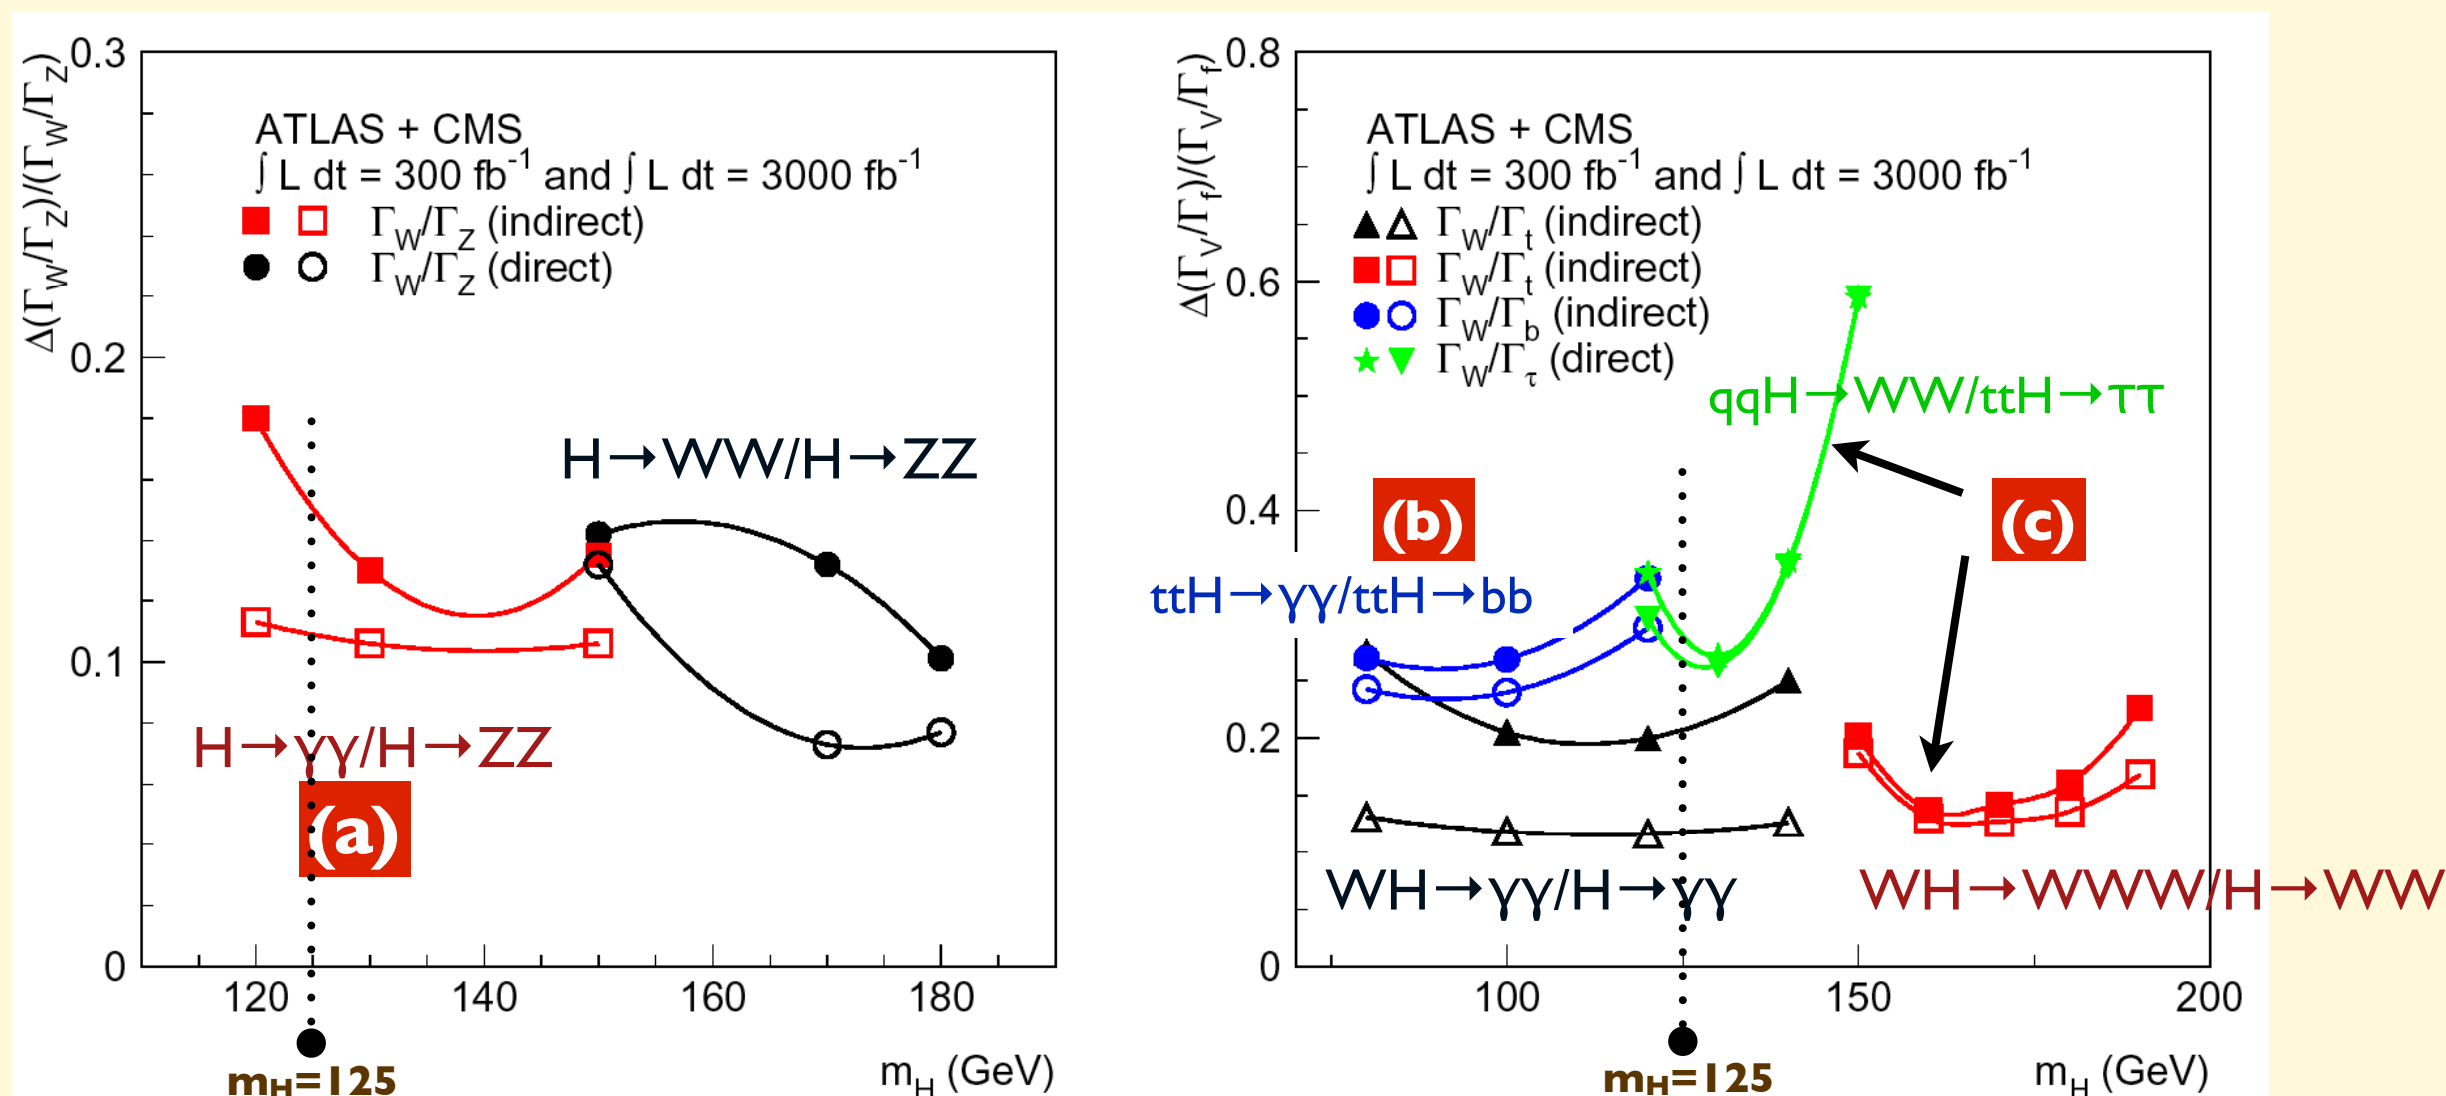 Δ(Γ_W/Γ_Z)/(Γ_W/Γ_Z)
0.3
0.2
0.1
0
ATLAS + CMS
∫ L dt = 300 fb⁻¹ and ∫ L dt = 3000 fb⁻¹
Γ_W/Γ_Z (indirect)
Γ_W/Γ_Z (direct)
H→WW/H→ZZ
H→γγ/H→ZZ
(a)
120 140 160 180
m_H (GeV)
m_H=125
Δ(Γ_V/Γ_f)/(Γ_V/Γ_f)
0.8
0.6
0.4
0.2
0
ATLAS + CMS
∫ L dt = 300 fb⁻¹ and ∫ L dt = 3000 fb⁻¹
Γ_W/Γ_t (indirect)
Γ_W/Γ_t (indirect)
Γ_W/Γ_b (indirect)
Γ_W/Γ_τ (direct)
qqH→WW/ttH→ττ
(b)
(c)
ttH→γγ/ttH→bb
WH→γγ/H→γγ
WH→WWW/H→WW
100 150 200
m_H (GeV)
m_H=125